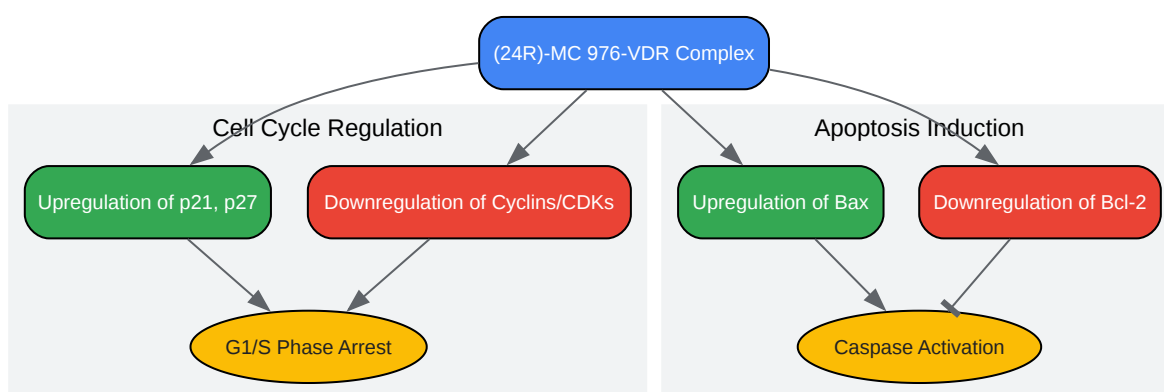 (24R)-MC 976-VDR Complex
Cell Cycle Regulation
Apoptosis Induction
Upregulation of p21, p27
Downregulation of Cyclins/CDKs
Upregulation of Bax
Downregulation of Bcl-2
G1/S Phase Arrest
Caspase Activation